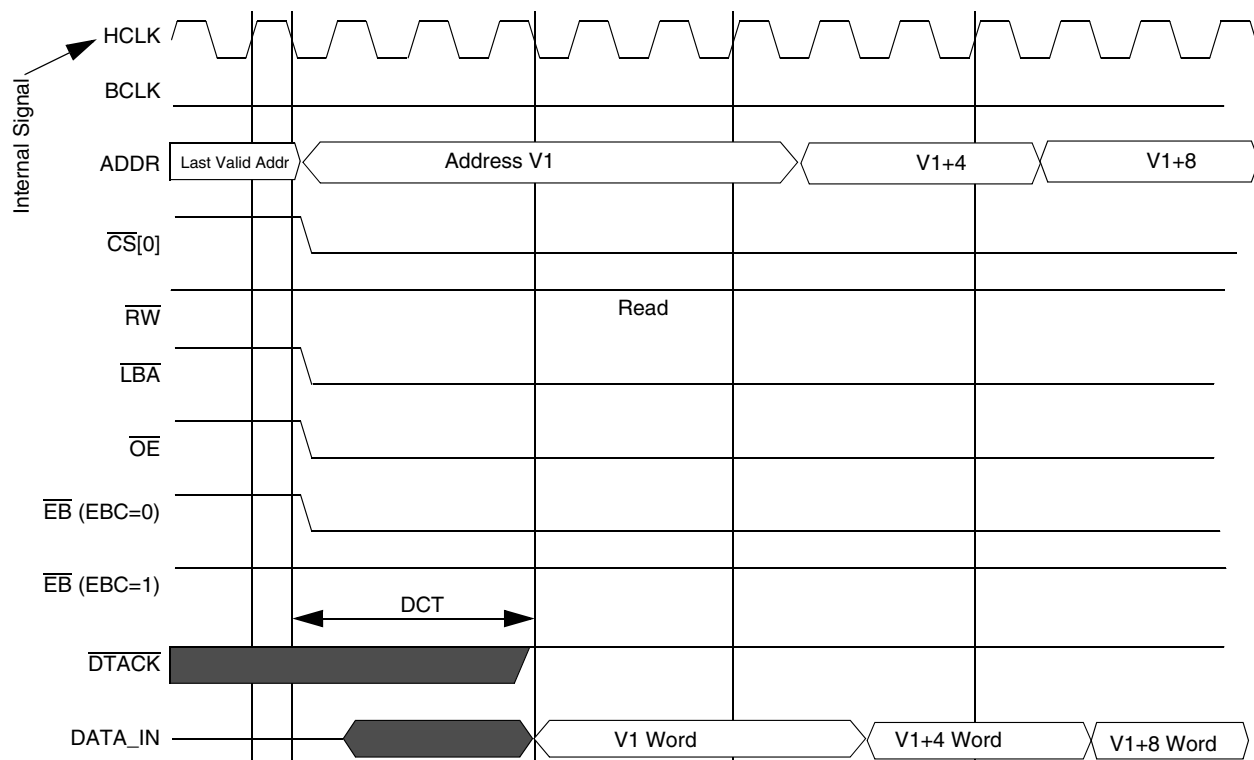 Internal Signal
HCLK
BCLK
ADDR Last Valid Addr Address V1 V1+4 V1+8
CS[0]
RW Read
LBA
OE
EB (EBC=0)
EB (EBC=1)
DCT
DTACK
DATA_IN V1 Word V1+4 Word V1+8 Word